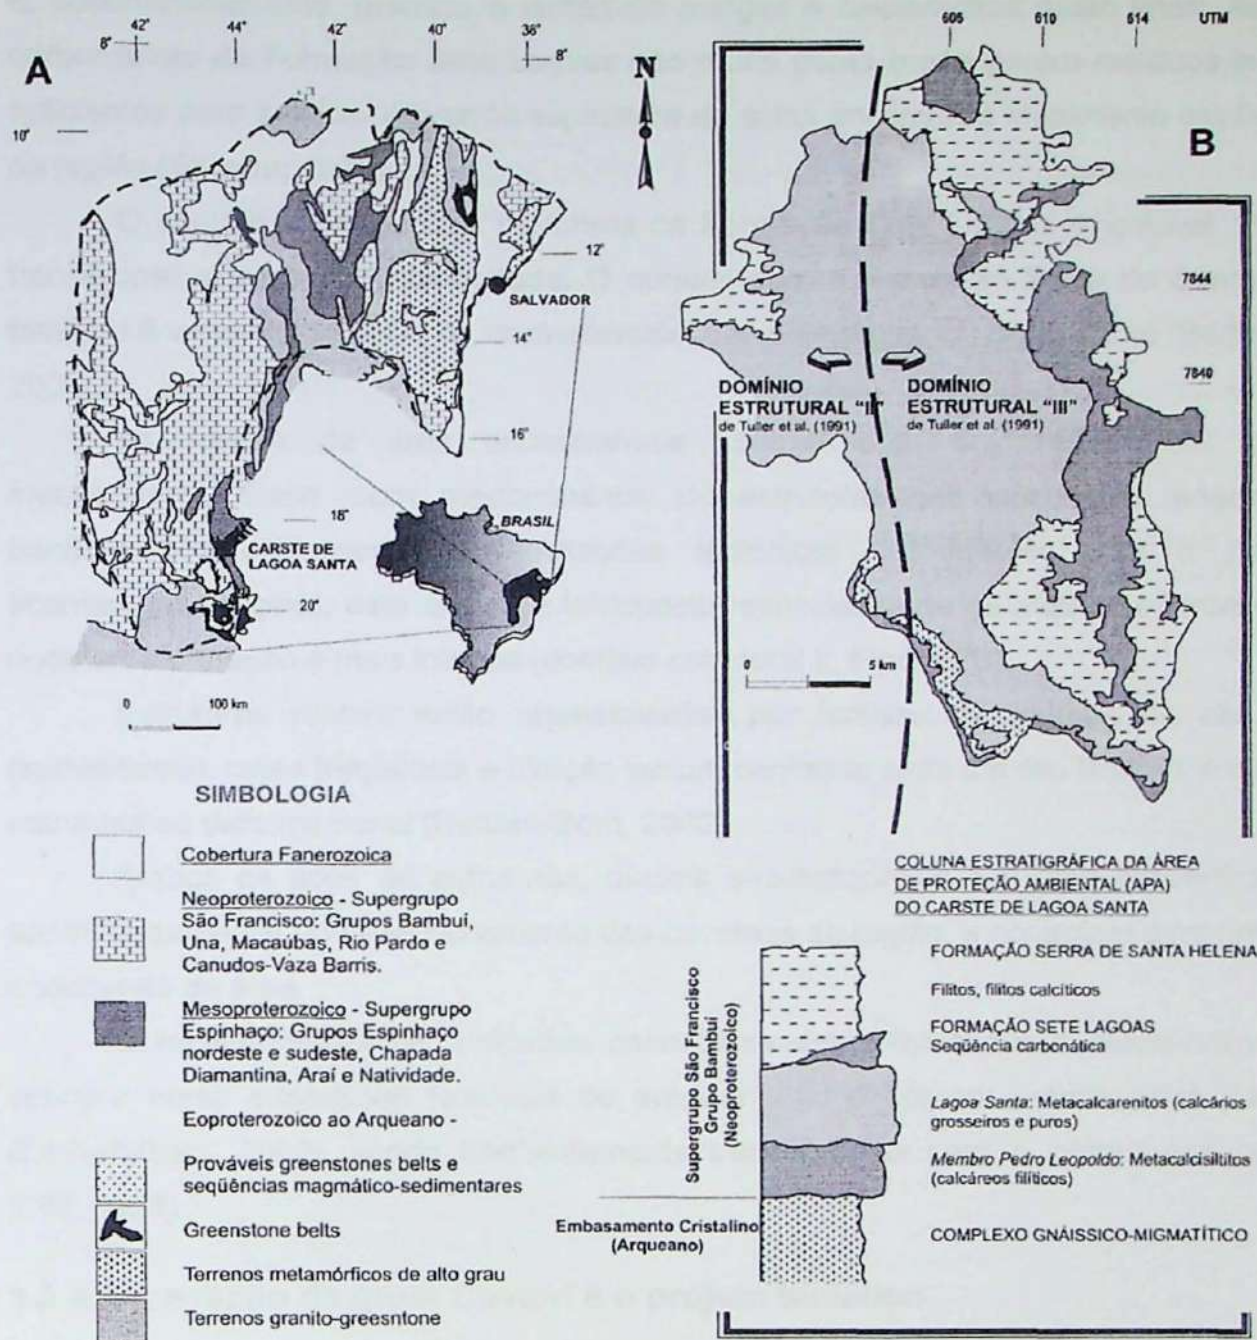 42° 44° 42° 40° 38°
8° 8°
A
10°
N
12°
SALVADOR
14°
16°
18°
BRASIL
CARSTE DE
LAGOA SANTA
20°
0 100 km
606 610 614 UTM
B
7844
7840
DOMÍNIO
ESTRUTURAL "II"
de Tuller et al. (1991)
DOMÍNIO
ESTRUTURAL "III"
de Tuller et al. (1991)
0 5 km
SIMBOLOGIA
Cobertura Fanerozoica
Neoproterozoico - Supergrupo
São Francisco: Grupos Bambuí,
Una, Macaúbas, Rio Pardo e
Canudos-Vaza Barris.
Mesoproterozoico - Supergrupo
Espinhaço: Grupos Espinhaço
nordeste e sudeste, Chapada
Diamantina, Araí e Natividade.
Eoproterozoico ao Arqueano -
Prováveis greenstones belts e
seqüências magmático-sedimentares
Greenstone belts
Terrenos metamórficos de alto grau
Terrenos granito-greesntone
COLUNA ESTRATIGRÁFICA DA ÁREA
DE PROTEÇÃO AMBIENTAL (APA)
DO CARSTE DE LAGOA SANTA
Supergrupo São Francisco
Grupo Bambuí
(Neoproterozoico)
FORMAÇÃO SERRA DE SANTA HELENA
Filitos, filitos calcíticos
FORMAÇÃO SETE LAGOAS
Seqüência carbonática
Lagoa Santa: Metacalcarenitos (calcários
grosseiros e puros)
Membro Pedro Leopoldo: Metacalcisiltitos
(calcáreos filíticos)
Embasamento Cristalino
(Arqueano)
COMPLEXO GNÁISSICO-MIGMATÍTICO